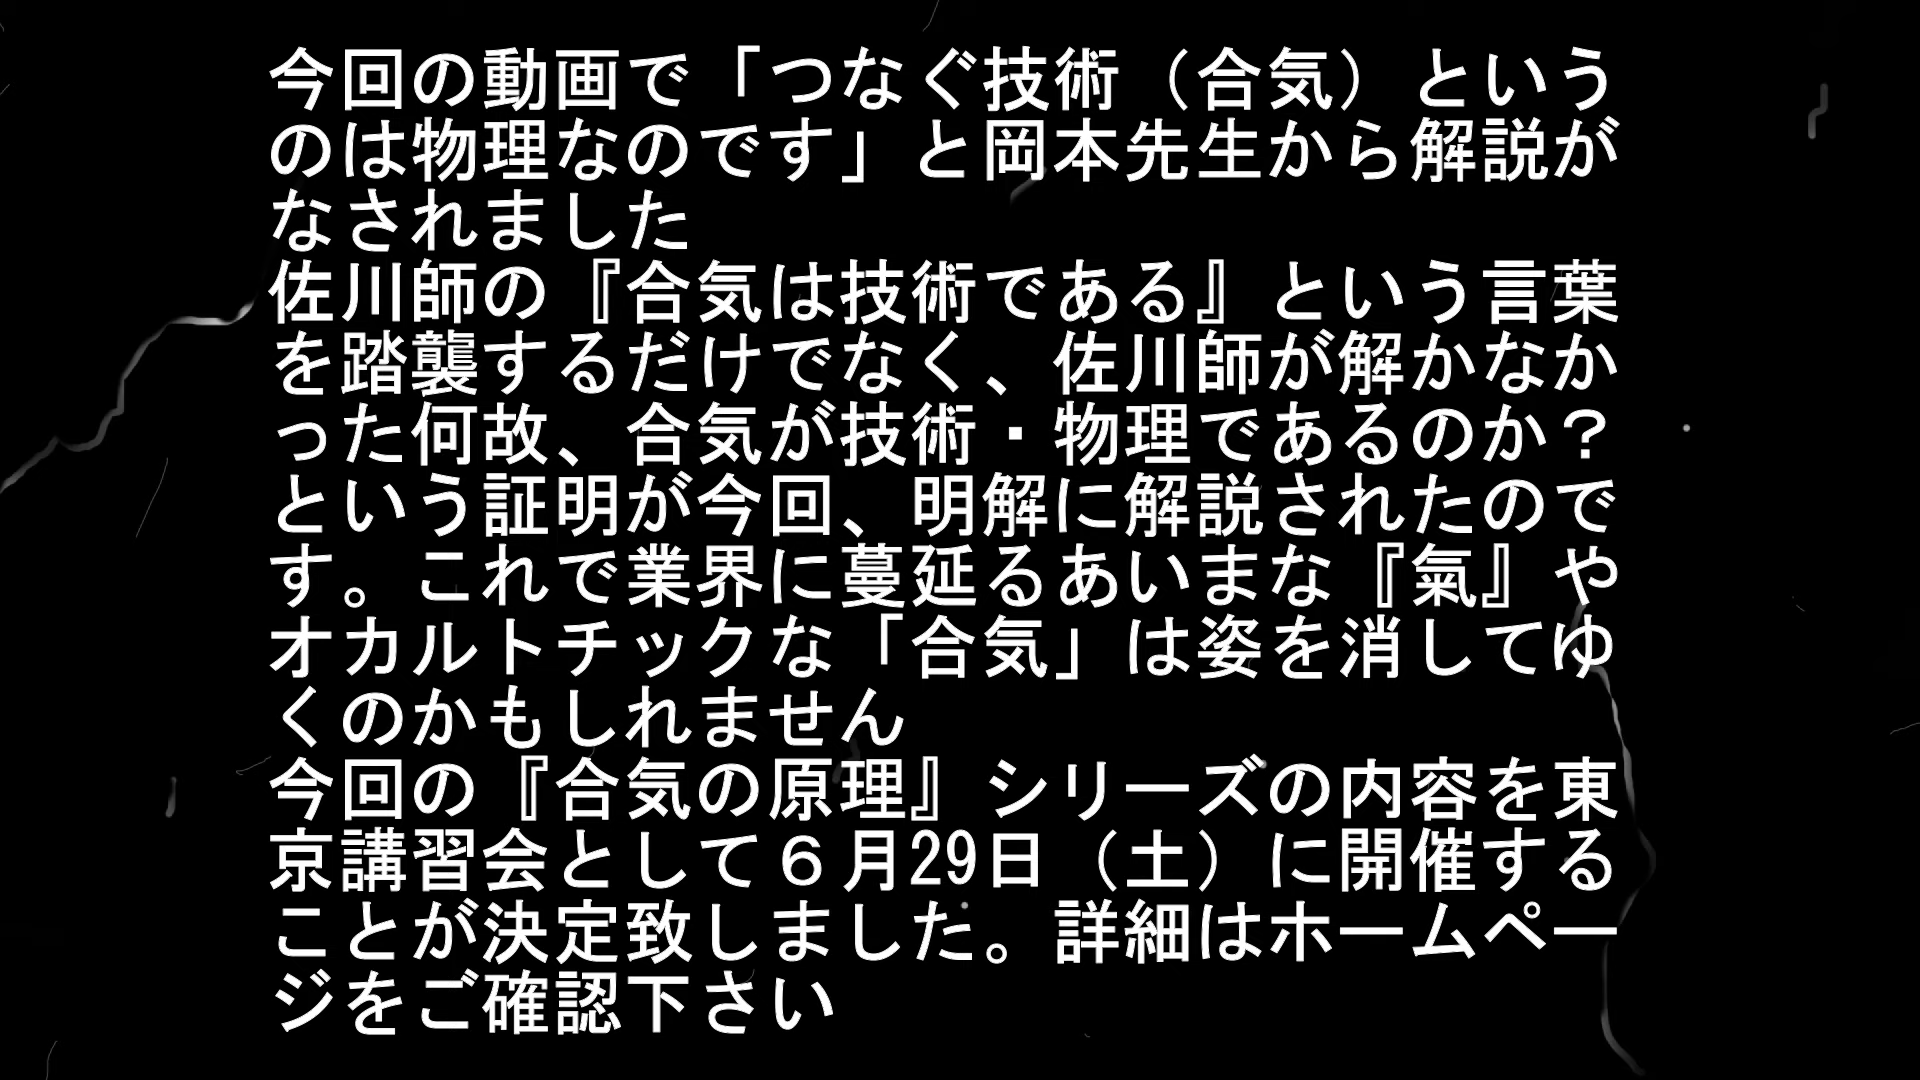 今回の動画で「つなぐ技術（合気）という
のは物理なのです」と岡本先生から解説が
なされました
佐川師の『合気は技術である』という言葉
を踏襲するだけでなく、佐川師が解かなか
った何故、合気が技術・物理であるのか？
という証明が今回、明解に解説されたので
す。これで業界に蔓延るあいまな『氣』や
オカルトチックな「合気」は姿を消してゆ
くのかもしれません
今回の『合気の原理』シリーズの内容を東
京講習会として６月29日（土）に開催する
ことが決定致しました。詳細はホームペー
ジをご確認下さい